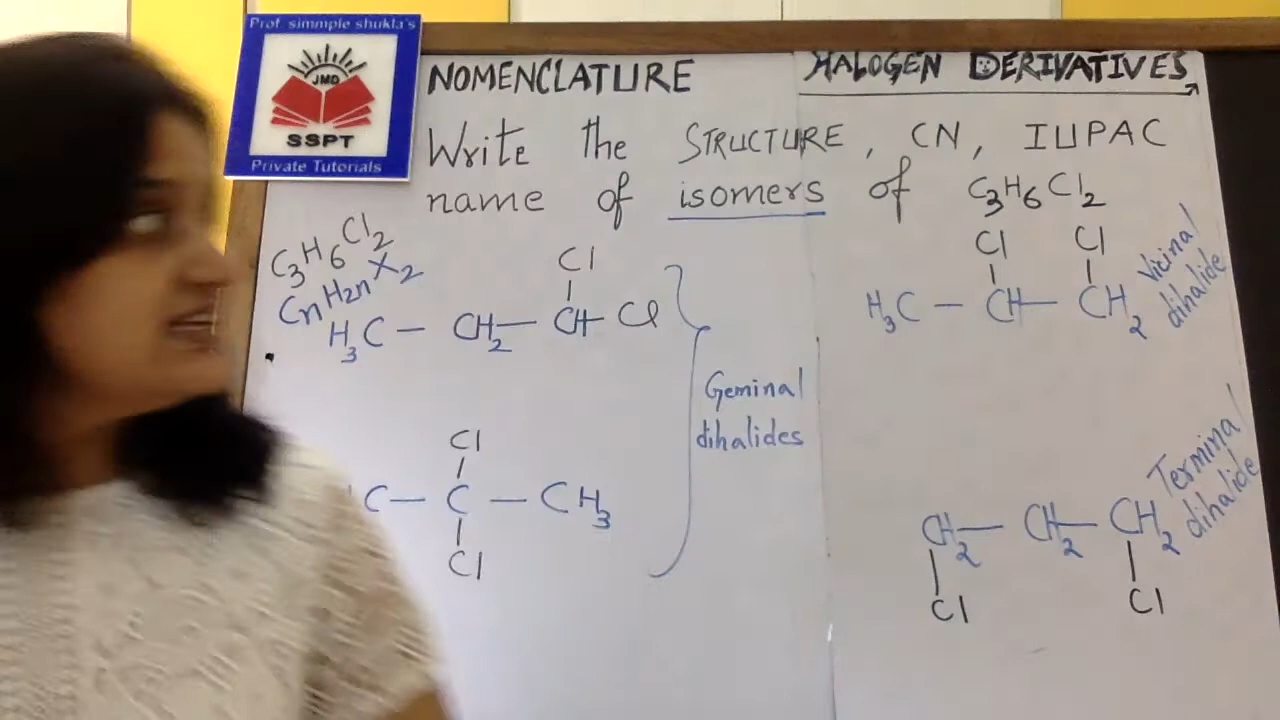 Prof. simmple shukla's
JMD
SSPT
Private Tutorials
NOMENCLATURE
HALOGEN DERIVATIVES
Write the STRUCTURE, CN, IUPAC
name of isomers of C3H6Cl2
C3H6Cl2
CnH2nX2
Cl
H3C — CH2 — CH Cl
Geminal
dihalides
Cl
C — C — CH3
Cl
Cl Cl
H3C — CH — CH2
Vicinal
dihalide
CH2 — CH2 — CH2
Cl Cl
Terminal
dihalide